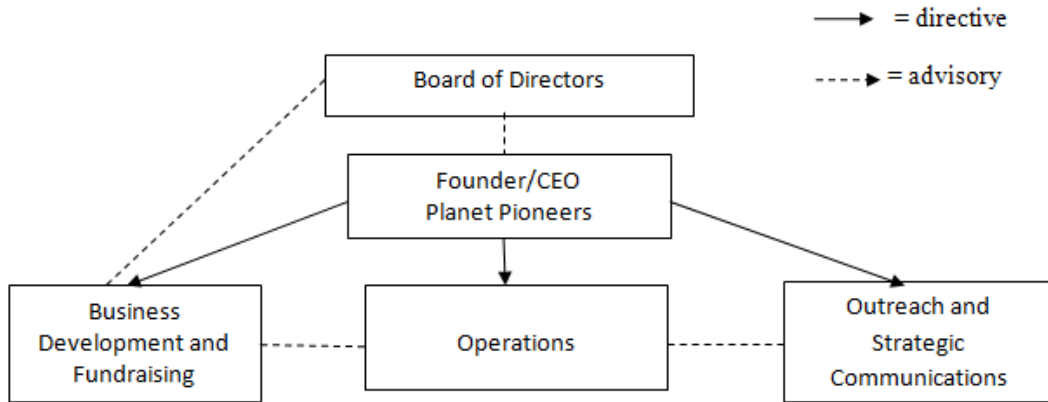 = directive
= advisory
Board of Directors
Founder/CEO
Planet Pioneers
Business
Development and
Fundraising
Operations
Outreach and
Strategic
Communications